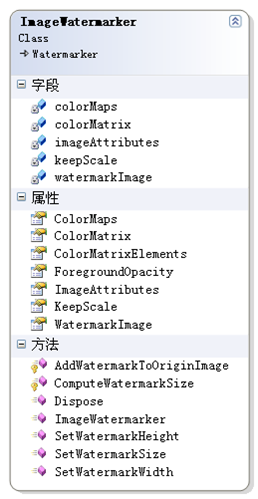 ImageWatermarker
Class
Watermarker
字段
colorMaps
colorMatrix
imageAttributes
keepScale
watermarkImage
属性
ColorMaps
ColorMatrix
ColorMatrixElements
ForegroundOpacity
ImageAttributes
KeepScale
WatermarkImage
方法
AddWatermarkToOriginImage
ComputeWatermarkSize
Dispose
ImageWatermarker
SetWatermarkHeight
SetWatermarkSize
SetWatermarkWidth